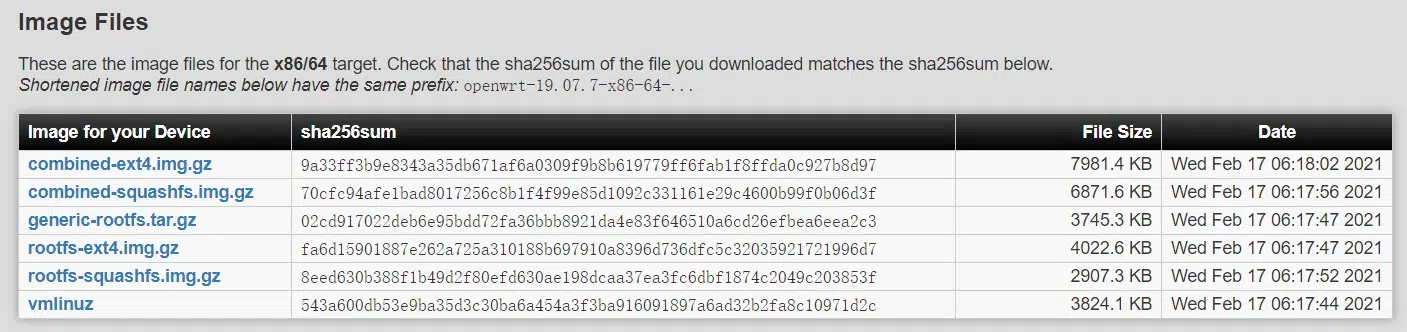 Image Files
These are the image files for the x86/64 target. Check that the sha256sum of the file you downloaded matches the sha256sum below.
Shortened image file names below have the same prefix: openwrt-19.07.7-x86-64-...
Image for your Device sha256sum File Size Date
combined-ext4.img.gz 9a33ff3b9e8343a35db671af6a0309f9b8b619779ff6fab1f8ffda0c927b8d97 7981.4 KB Wed Feb 17 06:18:02 2021
combined-squashfs.img.gz 70cfc94afe1bad8017256c8b1f4f99e85d1092c331161e29c4600b99f0b06d3f 6871.6 KB Wed Feb 17 06:17:56 2021
generic-rootfs.tar.gz 02cd917022deb6e95bdd72fa36bbb8921da4e83f646510a6cd26efbea6eea2c3 3745.3 KB Wed Feb 17 06:17:47 2021
rootfs-ext4.img.gz fa6d15901887e262a725a310188b697910a8396d736dfc5c32035921721996d7 4022.6 KB Wed Feb 17 06:17:47 2021
rootfs-squashfs.img.gz 8eed630b388f1b49d2f80efd630ae198dcaa37ea3fc6dbf1874c2049c203853f 2907.3 KB Wed Feb 17 06:17:52 2021
vmlinuz 543a600db53e9ba35d3c30ba6a454a3f3ba916091897a6ad32b2fa8c10971d2c 3824.1 KB Wed Feb 17 06:17:44 2021